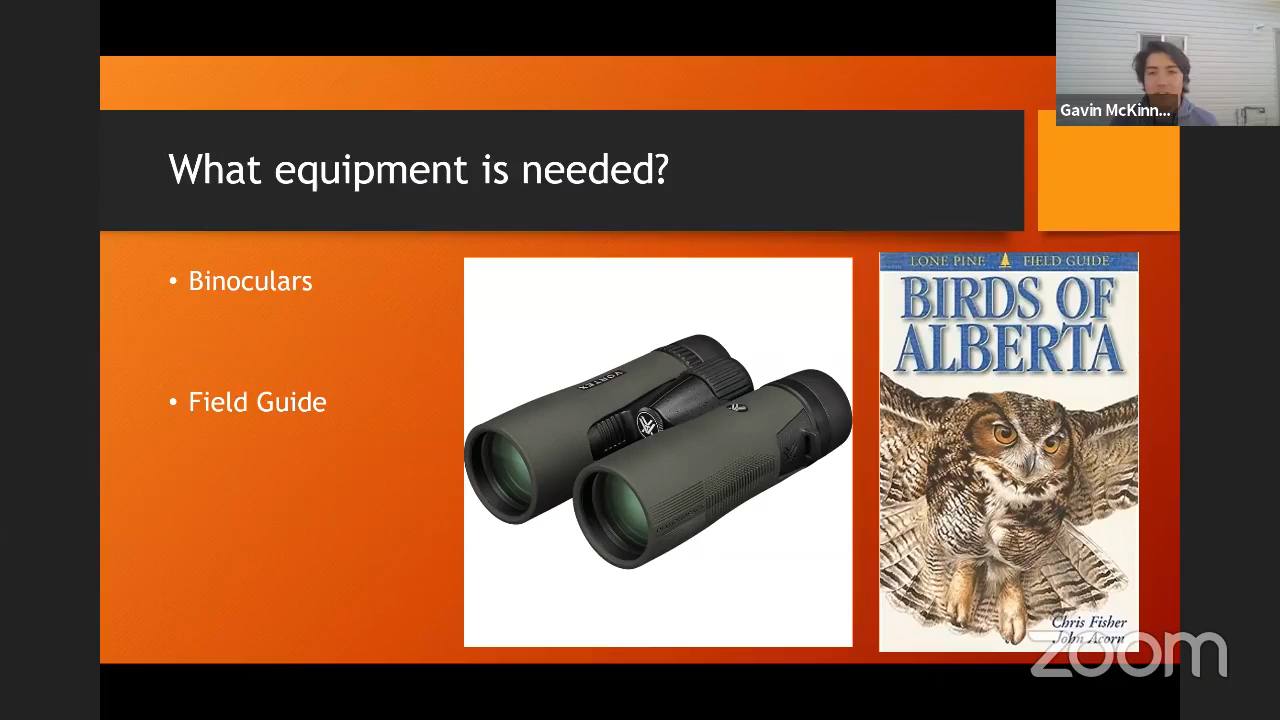 Gavin McKinn...
What equipment is needed?
• Binoculars
• Field Guide
VORTEX
LONE PINE FIELD GUIDE
BIRDS OF
ALBERTA
Chris Fisher
John Acorn
zoom